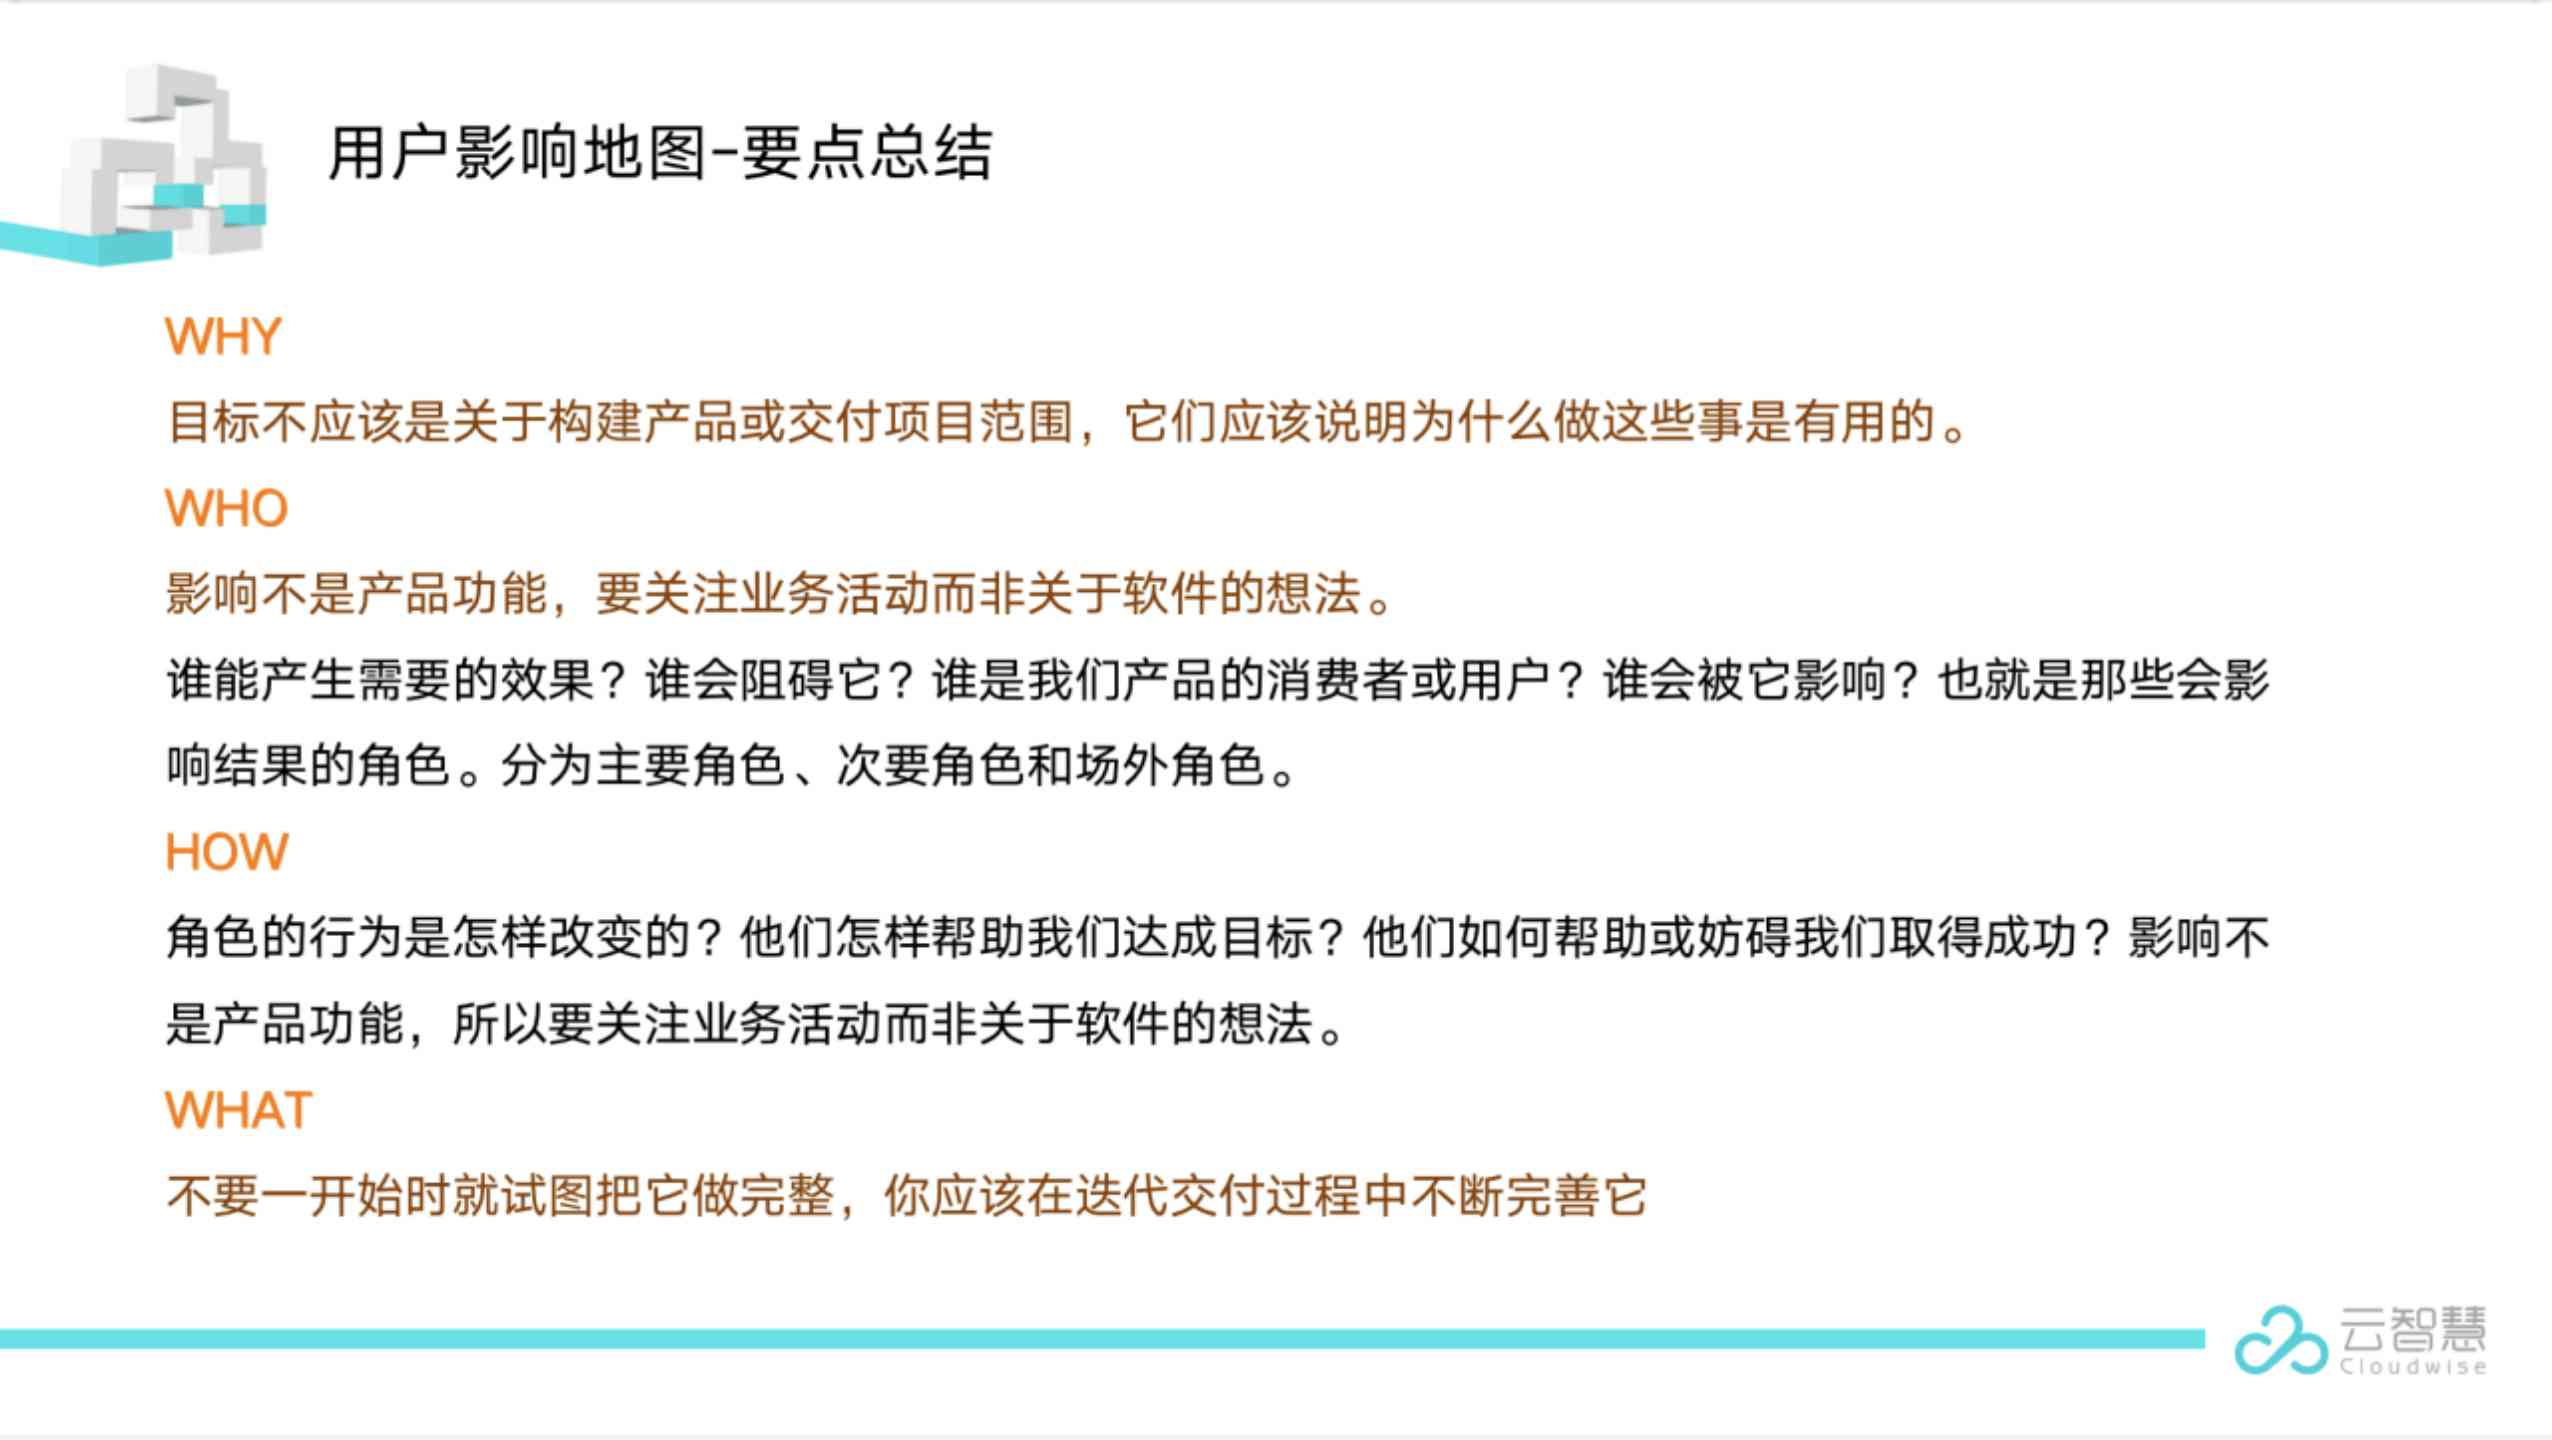 用户影响地图-要点总结
WHY
目标不应该是关于构建产品或交付项目范围，它们应该说明为什么做这些事是有用的。
WHO
影响不是产品功能，要关注业务活动而非关于软件的想法。
谁能产生需要的效果？谁会阻碍它？谁是我们产品的消费者或用户？谁会被它影响？也就是那些会影
响结果的角色。分为主要角色、次要角色和场外角色。
HOW
角色的行为是怎样改变的？他们怎样帮助我们达成目标？他们如何帮助或妨碍我们取得成功？影响不
是产品功能，所以要关注业务活动而非关于软件的想法。
WHAT
不要一开始时就试图把它做完整，你应该在迭代交付过程中不断完善它
云智慧
Cloudwise